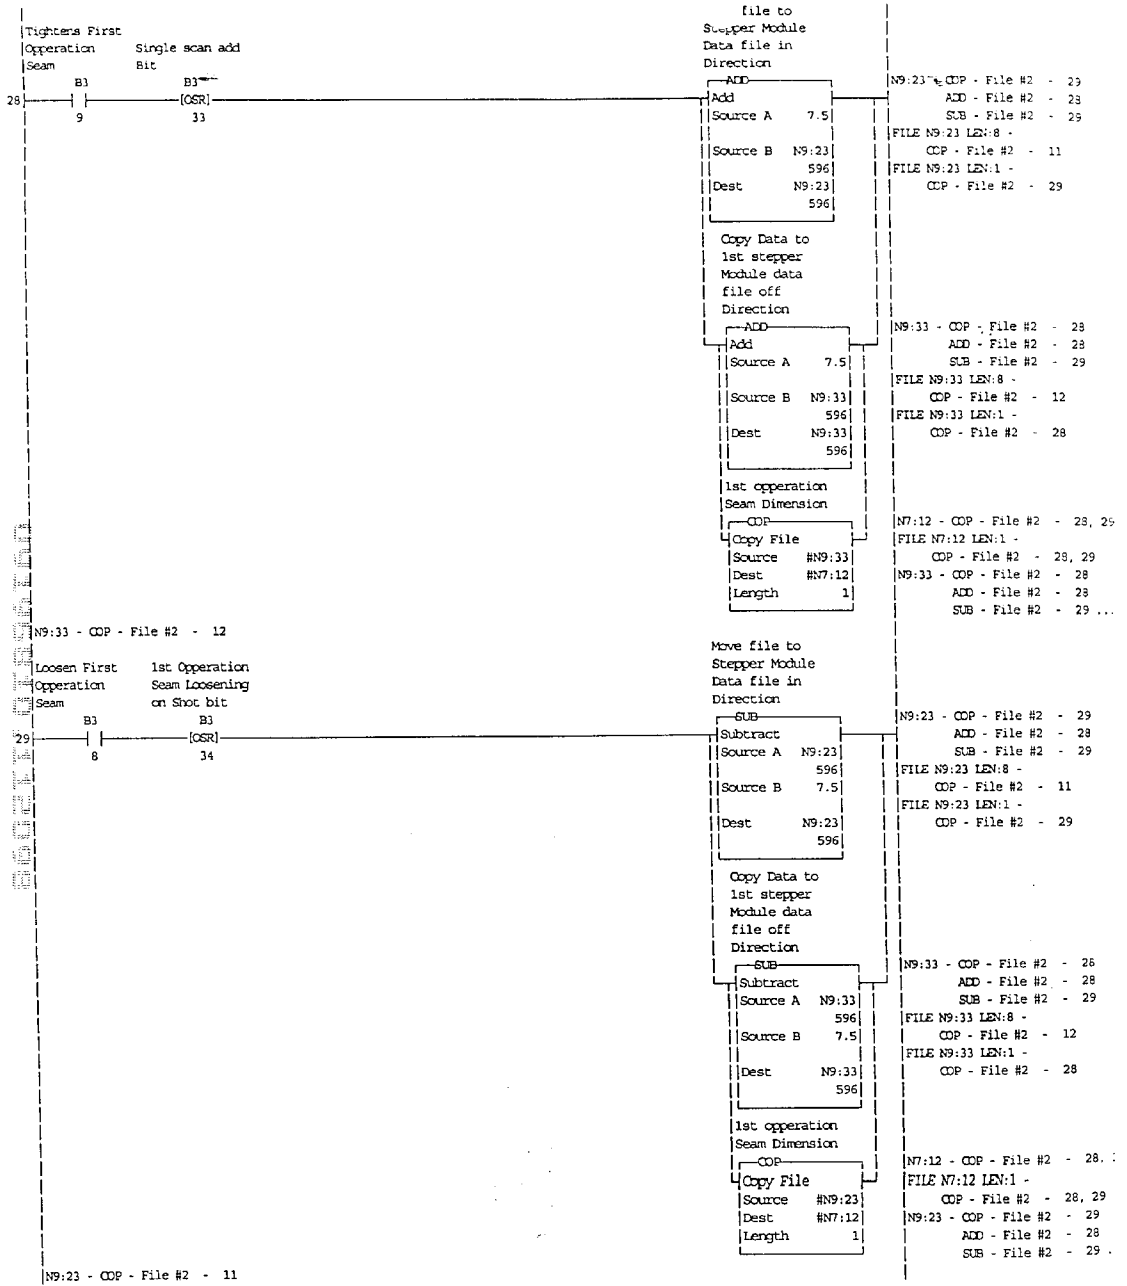 file to
Stepper Module
Data file in
Direction
Tightens First
Opperation
Seam
Single scan add
Bit
B3
B3
28
[OSR]
9
33
ADD
Add
Source A 7.5
Source B N9:23
596
Dest N9:23
596
N9:23 - COP - File #2 - 29
ADD - File #2 - 28
SUB - File #2 - 29
FILE N9:23 LEN:8 -
COP - File #2 - 11
FILE N9:23 LEN:1 -
COP - File #2 - 29
Copy Data to
1st stepper
Module data
file off
Direction
ADD
Add
Source A 7.5
Source B N9:33
596
Dest N9:33
596
N9:33 - COP - File #2 - 28
ADD - File #2 - 28
SUB - File #2 - 29
FILE N9:33 LEN:8 -
COP - File #2 - 12
FILE N9:33 LEN:1 -
COP - File #2 - 28
1st opperation
Seam Dimension
COP
Copy File
Source #N9:33
Dest #N7:12
Length 1
N7:12 - COP - File #2 - 28, 29
FILE N7:12 LEN:1 -
COP - File #2 - 28, 29
N9:33 - COP - File #2 - 28
ADD - File #2 - 28
SUB - File #2 - 29 ...
N9:33 - COP - File #2 - 12
Loosen First
Opperation
Seam
1st Opperation
Seam Loosening
on Shot bit
B3
B3
29
[OSR]
8
34
Move file to
Stepper Module
Data file in
Direction
SUB
Subtract
Source A N9:23
596
Source B 7.5
Dest N9:23
596
N9:23 - COP - File #2 - 29
ADD - File #2 - 28
SUB - File #2 - 29
FILE N9:23 LEN:8 -
COP - File #2 - 11
FILE N9:23 LEN:1 -
COP - File #2 - 29
Copy Data to
1st stepper
Module data
file off
Direction
SUB
Subtract
Source A N9:33
596
Source B 7.5
Dest N9:33
596
N9:33 - COP - File #2 - 28
ADD - File #2 - 28
SUB - File #2 - 29
FILE N9:33 LEN:8 -
COP - File #2 - 12
FILE N9:33 LEN:1 -
COP - File #2 - 28
1st opperation
Seam Dimension
COP
Copy File
Source #N9:23
Dest #N7:12
Length 1
N7:12 - COP - File #2 - 28,
FILE N7:12 LEN:1 -
COP - File #2 - 28, 29
N9:23 - COP - File #2 - 29
ADD - File #2 - 28
SUB - File #2 - 29 .
N9:23 - COP - File #2 - 11